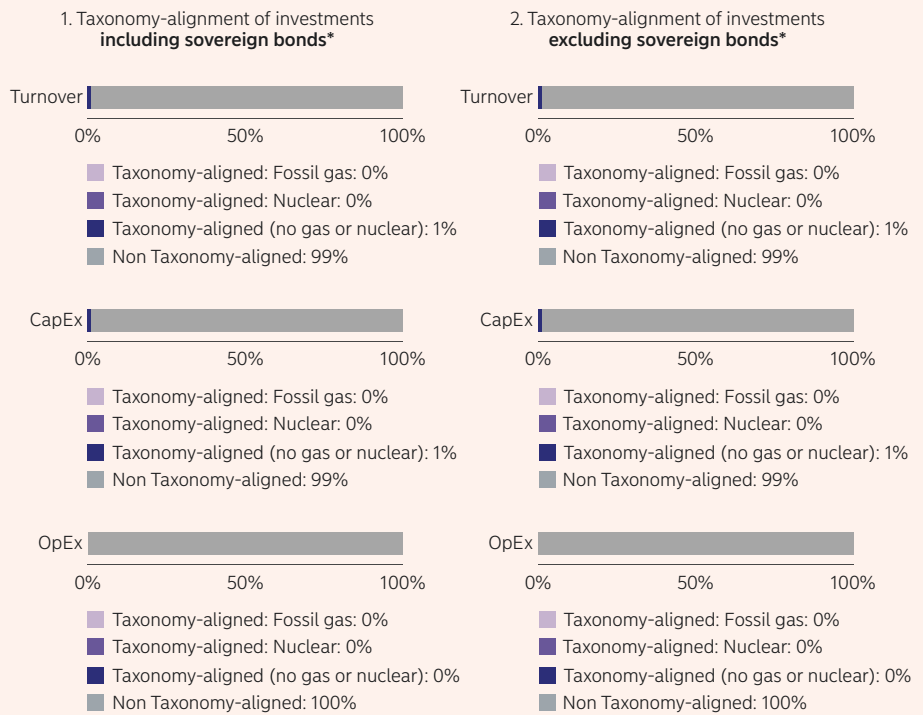 1. Taxonomy-alignment of investments
including sovereign bonds*
Turnover
0% 50% 100%
Taxonomy-aligned: Fossil gas: 0%
Taxonomy-aligned: Nuclear: 0%
Taxonomy-aligned (no gas or nuclear): 1%
Non Taxonomy-aligned: 99%
CapEx
0% 50% 100%
Taxonomy-aligned: Fossil gas: 0%
Taxonomy-aligned: Nuclear: 0%
Taxonomy-aligned (no gas or nuclear): 1%
Non Taxonomy-aligned: 99%
OpEx
0% 50% 100%
Taxonomy-aligned: Fossil gas: 0%
Taxonomy-aligned: Nuclear: 0%
Taxonomy-aligned (no gas or nuclear): 0%
Non Taxonomy-aligned: 100%
2. Taxonomy-alignment of investments
excluding sovereign bonds*
Turnover
0% 50% 100%
Taxonomy-aligned: Fossil gas: 0%
Taxonomy-aligned: Nuclear: 0%
Taxonomy-aligned (no gas or nuclear): 1%
Non Taxonomy-aligned: 99%
CapEx
0% 50% 100%
Taxonomy-aligned: Fossil gas: 0%
Taxonomy-aligned: Nuclear: 0%
Taxonomy-aligned (no gas or nuclear): 1%
Non Taxonomy-aligned: 99%
OpEx
0% 50% 100%
Taxonomy-aligned: Fossil gas: 0%
Taxonomy-aligned: Nuclear: 0%
Taxonomy-aligned (no gas or nuclear): 0%
Non Taxonomy-aligned: 100%